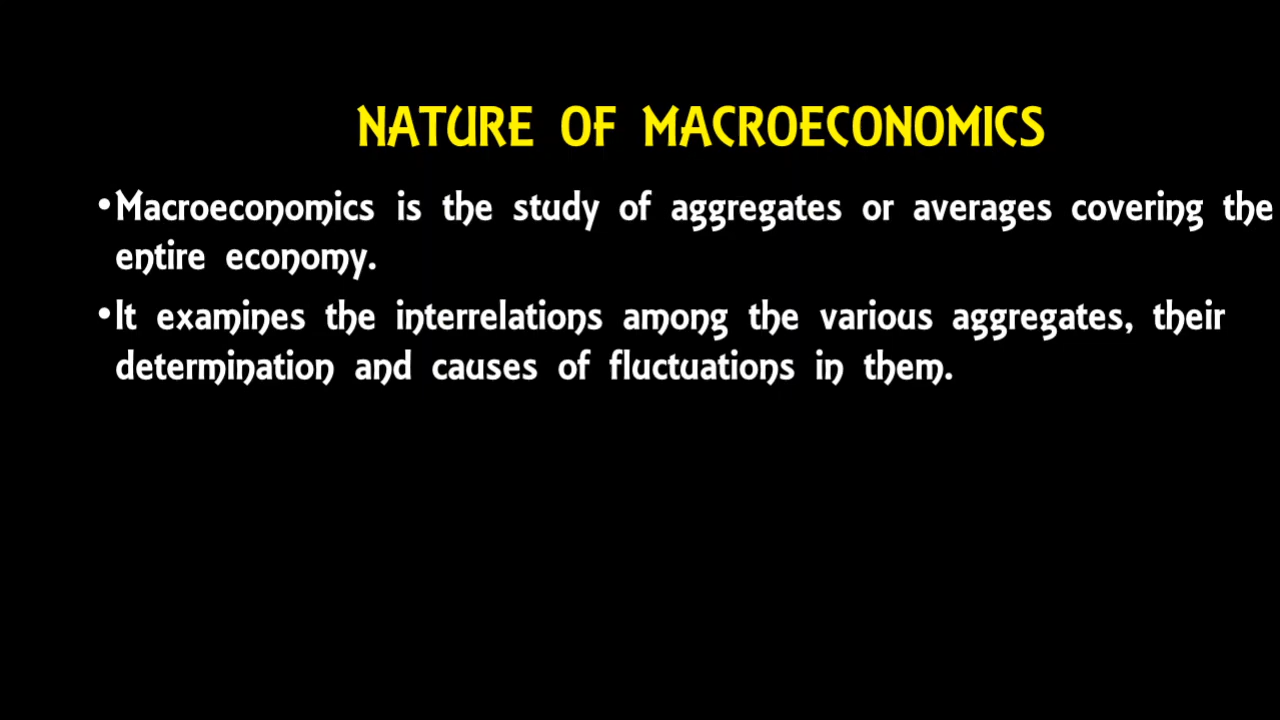 NATURE OF MACROECONOMICS
•Macroeconomics is the study of aggregates or averages covering the
entire economy.
•It examines the interrelations among the various aggregates, their
determination and causes of fluctuations in them.